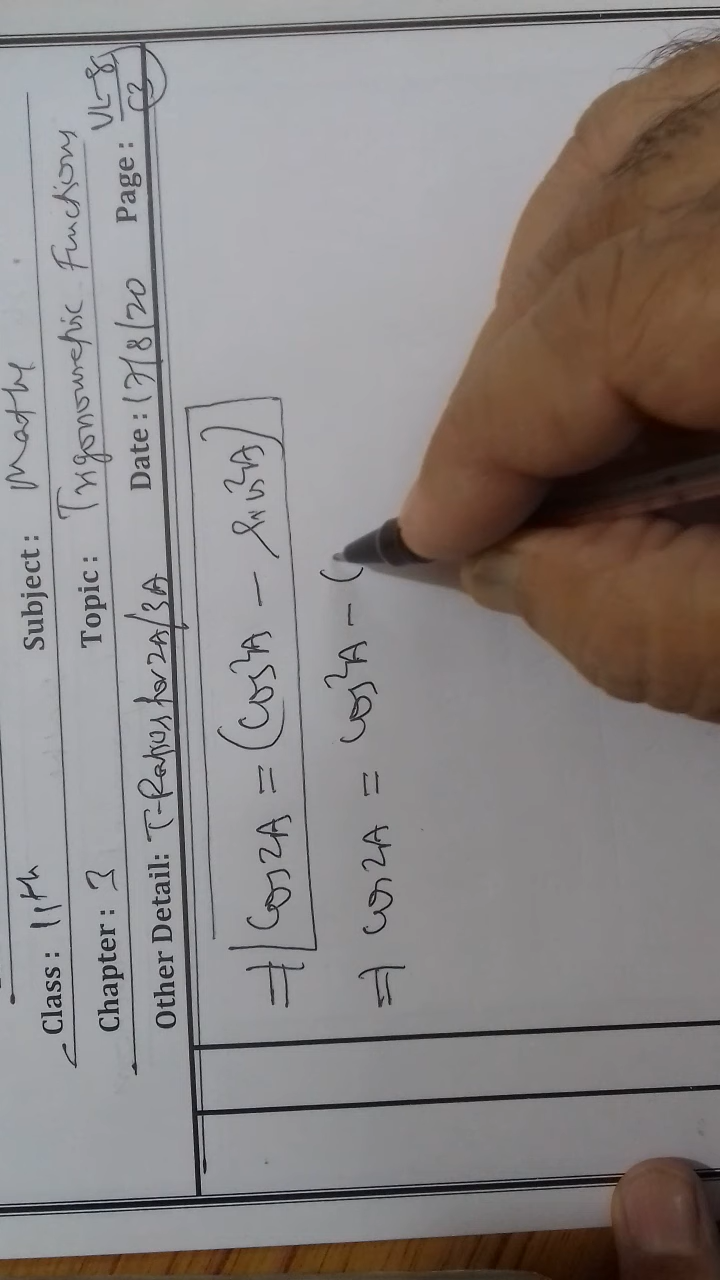 Class: 11th Subject: Maths
Chapter: 3 Topic: Trigonometric Functions
Other Detail: T-Ratios for 2A/3A Date: 17/8/20 Page: VL-8/C3
⇒ Cos2A = (Cos²A - sin²A)
⇒ Cos2A = Cos²A - (